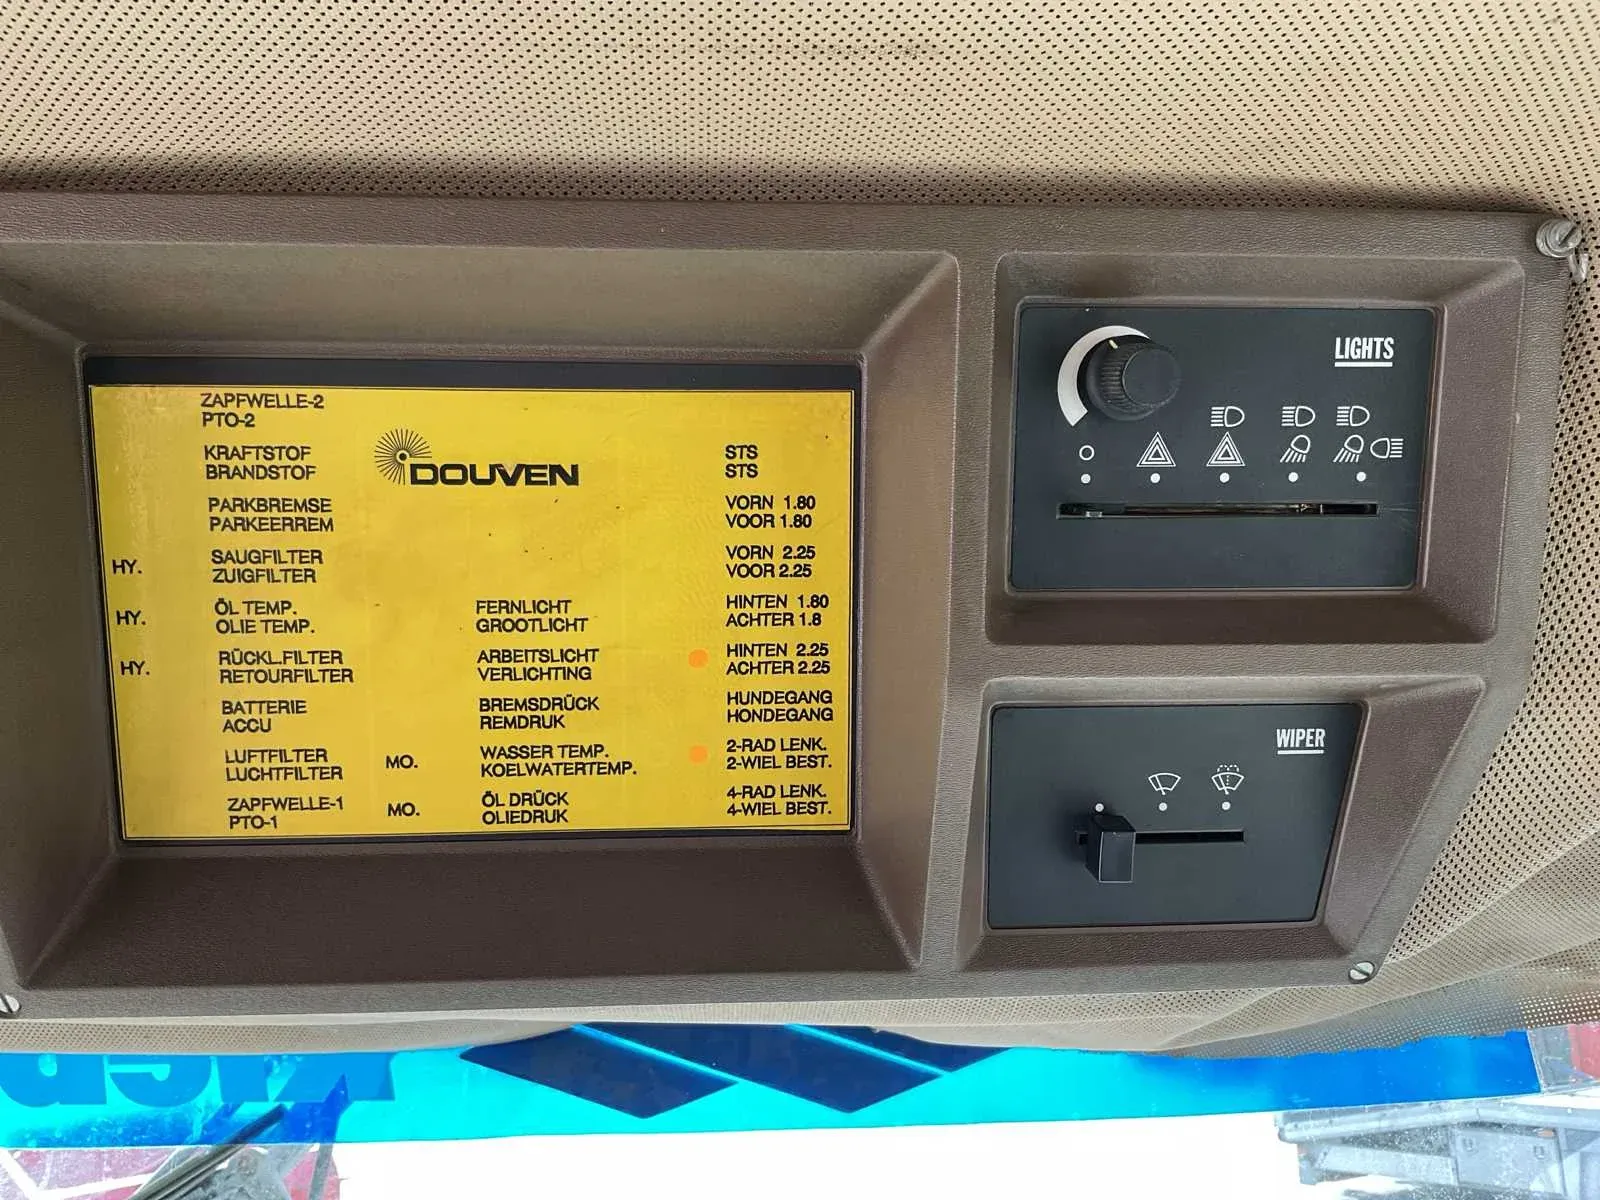 ZAPFWELLE-2
PTO-2
KRAFTSTOF
BRANDSTOF
DOUVEN
STS
STS
PARKBREMSE
PARKEERREM
VORN 1.80
VOOR 1.80
HY.
SAUGFILTER
ZUIGFILTER
VORN 2.25
VOOR 2.25
HY.
ÖL TEMP.
OLIE TEMP.
FERNLICHT
GROOTLICHT
HINTEN 1.80
ACHTER 1.8
HY.
RÜCKL.FILTER
RETOURFILTER
ARBEITSLICHT
VERLICHTING
HINTEN 2.25
ACHTER 2.25
BATTERIE
ACCU
BREMSDRÜCK
REMDRUK
HUNDEGANG
HONDEGANG
LUFTFILTER
LUCHTFILTER
MO.
WASSER TEMP.
KOELWATERTEMP.
2-RAD LENK.
2-WIEL BEST.
ZAPFWELLE-1
PTO-1
MO.
ÖL DRÜCK
OLIEDRUK
4-RAD LENK.
4-WIEL BEST.
LIGHTS
WIPER